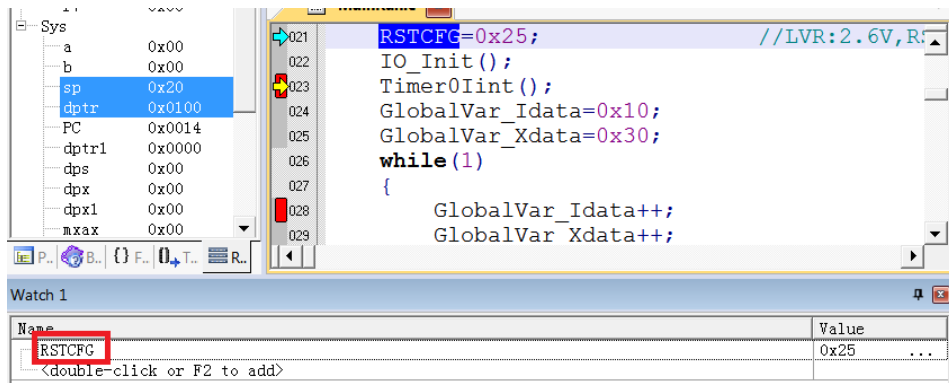 Sys
a 0x00
b 0x00
sp 0x20
dptr 0x0100
PC 0x0014
dptr1 0x0000
dps 0x00
dpx 0x00
dpx1 0x00
mxax 0x00
P.. B.. {} F.. T.. R..
021 RSTCFG=0x25; //LVR:2.6V,
022 IO_Init();
023 Timer0Iint();
024 GlobalVar_Idata=0x10;
025 GlobalVar_Xdata=0x30;
026 while(1)
027 {
028 GlobalVar_Idata++;
029 GlobalVar_Xdata++;
Watch 1
Name Value
RSTCFG 0x25 ...
<double-click or F2 to add>